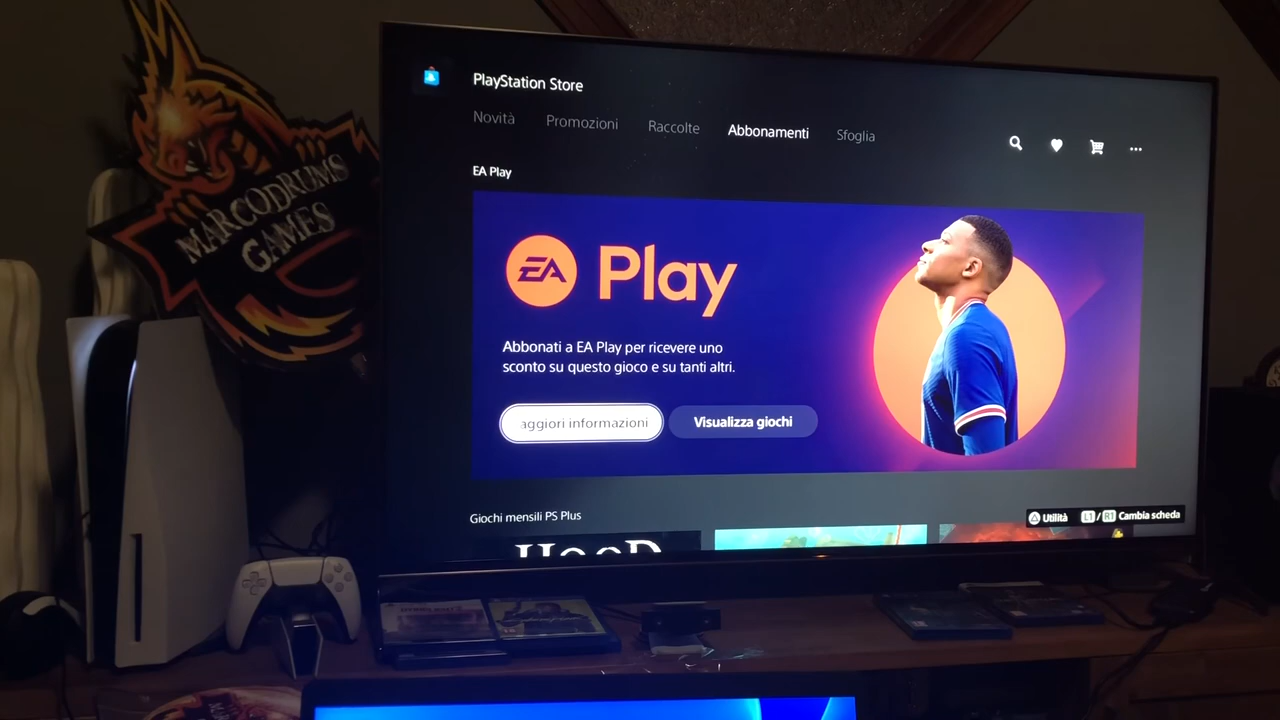 PlayStation Store
Novità Promozioni Raccolte Abbonamenti Sfoglia
EA Play
EA Play
Abbonati a EA Play per ricevere uno
sconto su questo gioco e su tanti altri.
aggiori informazioni Visualizza giochi
Giochi mensili PS Plus
Utilità L1 / R1 Cambia scheda
HOOD
MARCODRUMS
GAMES